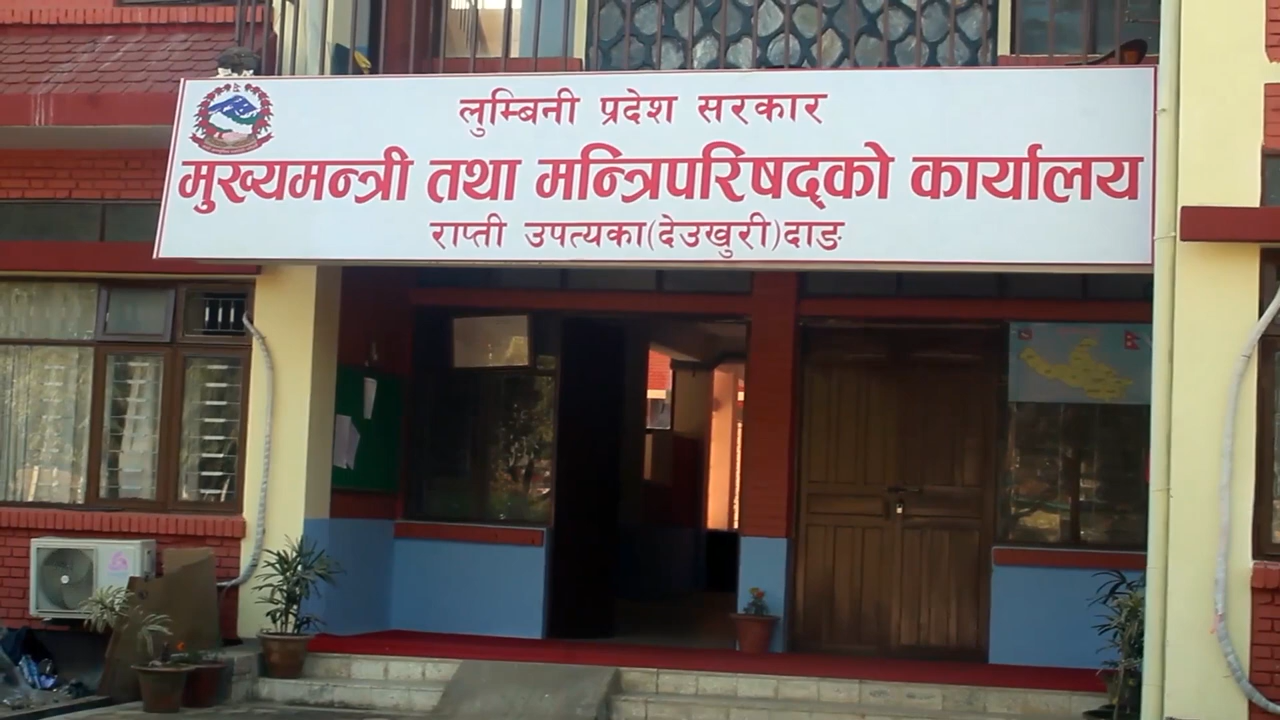 लुम्बिनी प्रदेश सरकार
मुख्यमन्त्री तथा मन्त्रिपरिषद्को कार्यालय
राप्ती उपत्यका(देउखुरी)दाङ